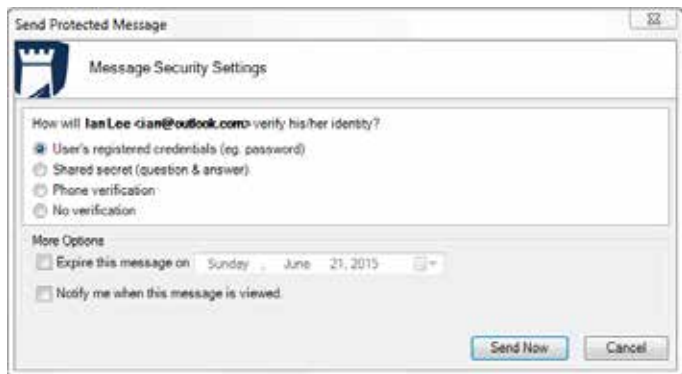 Send Protected Message
Message Security Settings
How will Ian Lee <ian@outlook.com> verify his/her identity?
User's registered credentials (eg. password)
Shared secret (question & answer)
Phone verification
No verification
More Options
Expire this message on Sunday , June 21, 2015
Notify me when this message is viewed.
Send Now Cancel